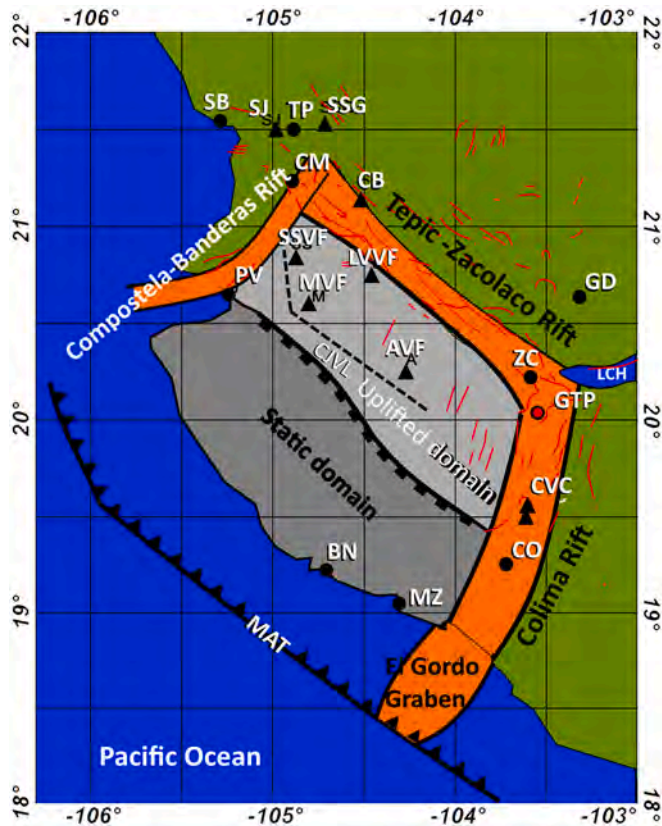 -106° -105° -104° -103°
22° 22°
SB SJ TP SSG
CM
CB
21° 21°
Compostela-Banderas Rift
Tepic -Zacolaco Rift
SSVF LVVF
PV MVF
M
GD
AVF
A
ZC
LCH
CJVL Uplifted domain
GTP
20° 20°
Static domain
CVC
BN
CO
MZ
Colima Rift
19° 19°
MAT
El Gordo
Graben
Pacific Ocean
18° 18°
-106° -105° -104° -103°